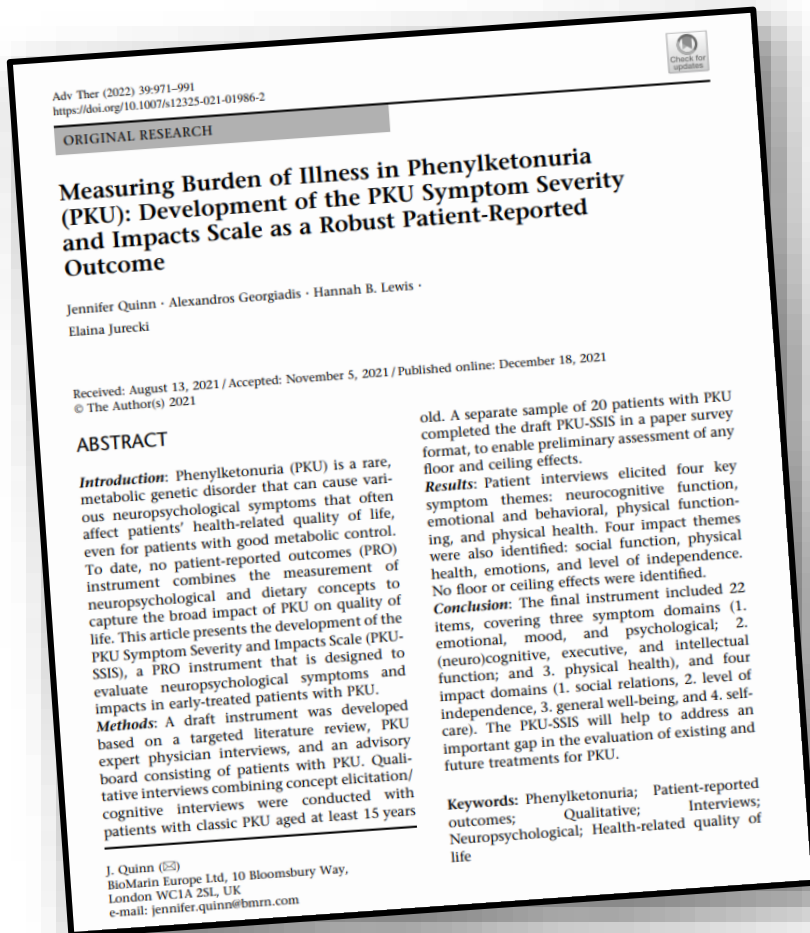 Check for
updates
Adv Ther (2022) 39:971–991
https://doi.org/10.1007/s12325-021-01986-2
ORIGINAL RESEARCH
Measuring Burden of Illness in Phenylketonuria
(PKU): Development of the PKU Symptom Severity
and Impacts Scale as a Robust Patient-Reported
Outcome
Jennifer Quinn · Alexandros Georgiadis · Hannah B. Lewis ·
Elaina Jurecki
Received: August 13, 2021 / Accepted: November 5, 2021 / Published online: December 18, 2021
© The Author(s) 2021
ABSTRACT
Introduction: Phenylketonuria (PKU) is a rare,
metabolic genetic disorder that can cause vari-
ous neuropsychological symptoms that often
affect patients' health-related quality of life,
even for patients with good metabolic control.
To date, no patient-reported outcomes (PRO)
instrument combines the measurement of
neuropsychological and dietary concepts to
capture the broad impact of PKU on quality of
life. This article presents the development of the
PKU Symptom Severity and Impacts Scale (PKU-
SSIS), a PRO instrument that is designed to
evaluate neuropsychological symptoms and
impacts in early-treated patients with PKU.
Methods: A draft instrument was developed
based on a targeted literature review, PKU
expert physician interviews, and an advisory
board consisting of patients with PKU. Quali-
tative interviews combining concept elicitation/
cognitive interviews were conducted with
patients with classic PKU aged at least 15 years
J. Quinn (✉)
BioMarin Europe Ltd, 10 Bloomsbury Way,
London WC1A 2SL, UK
e-mail: jennifer.quinn@bmrn.com
old. A separate sample of 20 patients with PKU
completed the draft PKU-SSIS in a paper survey
format, to enable preliminary assessment of any
floor and ceiling effects.
Results: Patient interviews elicited four key
symptom themes: neurocognitive function,
emotional and behavioral, physical function-
ing, and physical health. Four impact themes
were also identified: social function, physical
health, emotions, and level of independence.
No floor or ceiling effects were identified.
Conclusion: The final instrument included 22
items, covering three symptom domains (1.
emotional, mood, and psychological; 2.
(neuro)cognitive, executive, and intellectual
function; and 3. physical health), and four
impact domains (1. social relations, 2. level of
independence, 3. general well-being, and 4. self-
care). The PKU-SSIS will help to address an
important gap in the evaluation of existing and
future treatments for PKU.
Keywords: Phenylketonuria; Patient-reported
outcomes; Qualitative; Interviews;
Neuropsychological; Health-related quality of
life